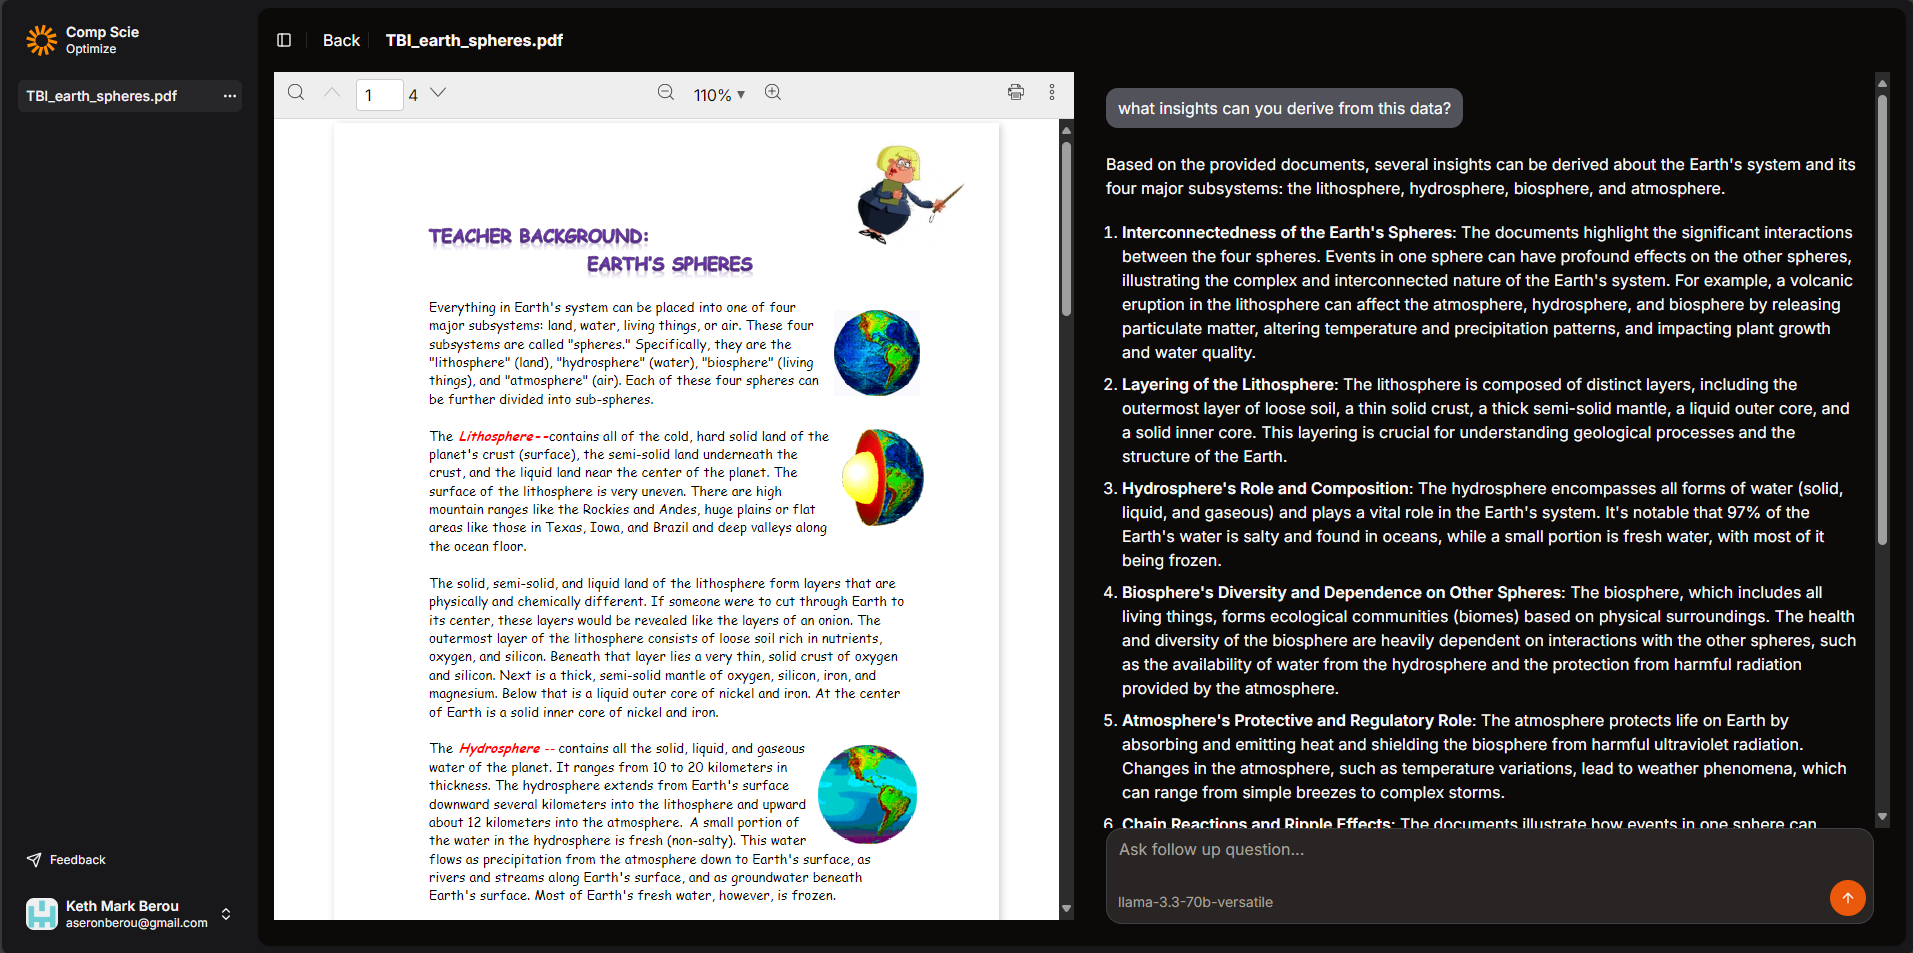 Comp Scie
Optimize
TBI_earth_spheres.pdf
Feedback
Keth Mark Berou
aseronberou@gmail.com
Back
TBI_earth_spheres.pdf
1
4
110%
TEACHER BACKGROUND:
EARTH'S SPHERES
Everything in Earth's system can be placed into one of four
major subsystems: land, water, living things, or air. These four
subsystems are called "spheres." Specifically, they are the
"lithosphere" (land), "hydrosphere" (water), "biosphere" (living
things), and "atmosphere" (air). Each of these four spheres can
be further divided into sub-spheres.
The Lithosphere--contains all of the cold, hard solid land of the
planet's crust (surface), the semi-solid land underneath the
crust, and the liquid land near the center of the planet. The
surface of the lithosphere is very uneven. There are high
mountain ranges like the Rockies and Andes, huge plains or flat
areas like those in Texas, Iowa, and Brazil and deep valleys along
the ocean floor.
The solid, semi-solid, and liquid land of the lithosphere form layers that are
physically and chemically different. If someone were to cut through Earth to
its center, these layers would be revealed like the layers of an onion. The
outermost layer of the lithosphere consists of loose soil rich in nutrients,
oxygen, and silicon. Beneath that layer lies a very thin, solid crust of oxygen
and silicon. Next is a thick, semi-solid mantle of oxygen, silicon, iron, and
magnesium. Below that is a liquid outer core of nickel and iron. At the center
of Earth is a solid inner core of nickel and iron.
The Hydrosphere -- contains all the solid, liquid, and gaseous
water of the planet. It ranges from 10 to 20 kilometers in
thickness. The hydrosphere extends from Earth's surface
downward several kilometers into the lithosphere and upward
about 12 kilometers into the atmosphere. A small portion of
the water in the hydrosphere is fresh (non-salty). This water
flows as precipitation from the atmosphere down to Earth's surface, as
rivers and streams along Earth's surface, and as groundwater beneath
Earth's surface. Most of Earth's fresh water, however, is frozen.
what insights can you derive from this data?
Based on the provided documents, several insights can be derived about the Earth's system and its
four major subsystems: the lithosphere, hydrosphere, biosphere, and atmosphere.
1. Interconnectedness of the Earth's Spheres: The documents highlight the significant interactions
between the four spheres. Events in one sphere can have profound effects on the other spheres,
illustrating the complex and interconnected nature of the Earth's system. For example, a volcanic
eruption in the lithosphere can affect the atmosphere, hydrosphere, and biosphere by releasing
particulate matter, altering temperature and precipitation patterns, and impacting plant growth
and water quality.
2. Layering of the Lithosphere: The lithosphere is composed of distinct layers, including the
outermost layer of loose soil, a thin solid crust, a thick semi-solid mantle, a liquid outer core, and
a solid inner core. This layering is crucial for understanding geological processes and the
structure of the Earth.
3. Hydrosphere's Role and Composition: The hydrosphere encompasses all forms of water (solid,
liquid, and gaseous) and plays a vital role in the Earth's system. It's notable that 97% of the
Earth's water is salty and found in oceans, while a small portion is fresh water, with most of it
being frozen.
4. Biosphere's Diversity and Dependence on Other Spheres: The biosphere, which includes all
living things, forms ecological communities (biomes) based on physical surroundings. The health
and diversity of the biosphere are heavily dependent on interactions with the other spheres, such
as the availability of water from the hydrosphere and the protection from harmful radiation
provided by the atmosphere.
5. Atmosphere's Protective and Regulatory Role: The atmosphere protects life on Earth by
absorbing and emitting heat and shielding the biosphere from harmful ultraviolet radiation.
Changes in the atmosphere, such as temperature variations, lead to weather phenomena, which
can range from simple breezes to complex storms.
6. Chain Reactions and Ripple Effects: The documents illustrate how events in one sphere can
Ask follow up question...
llama-3.3-70b-versatile